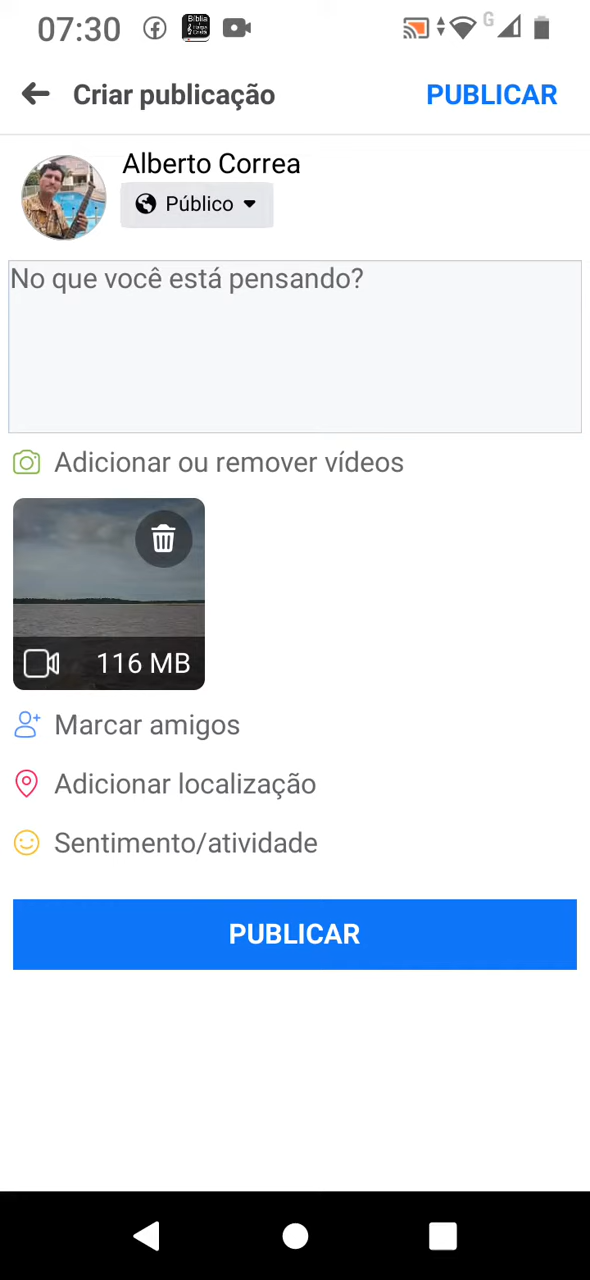 07:30
G
Criar publicação
PUBLICAR
Alberto Correa
Público
No que você está pensando?
Adicionar ou remover vídeos
116 MB
Marcar amigos
Adicionar localização
Sentimento/atividade
PUBLICAR